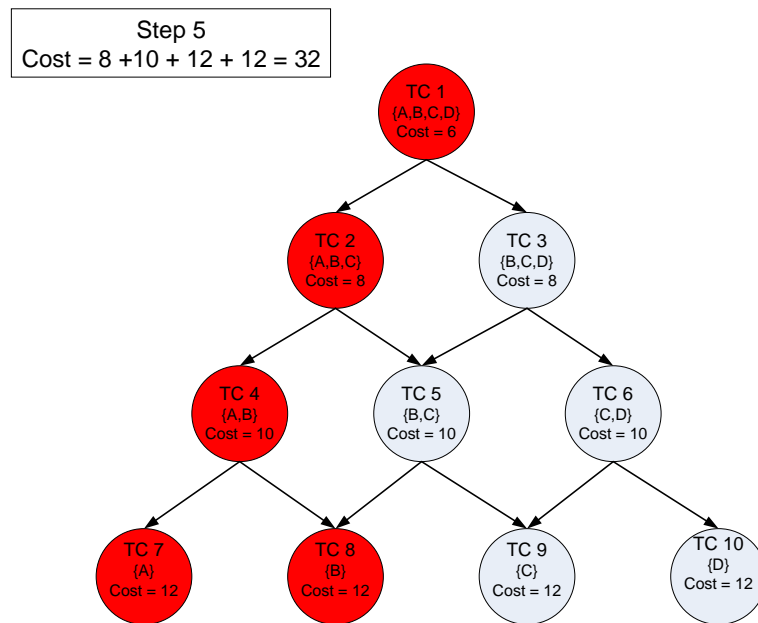 Step 5
Cost = 8 +10 + 12 + 12 = 32
TC 1
{A,B,C,D}
Cost = 6
TC 2
{A,B,C}
Cost = 8
TC 3
{B,C,D}
Cost = 8
TC 4
{A,B}
Cost = 10
TC 5
{B,C}
Cost = 10
TC 6
{C,D}
Cost = 10
TC 7
{A}
Cost = 12
TC 8
{B}
Cost = 12
TC 9
{C}
Cost = 12
TC 10
{D}
Cost = 12